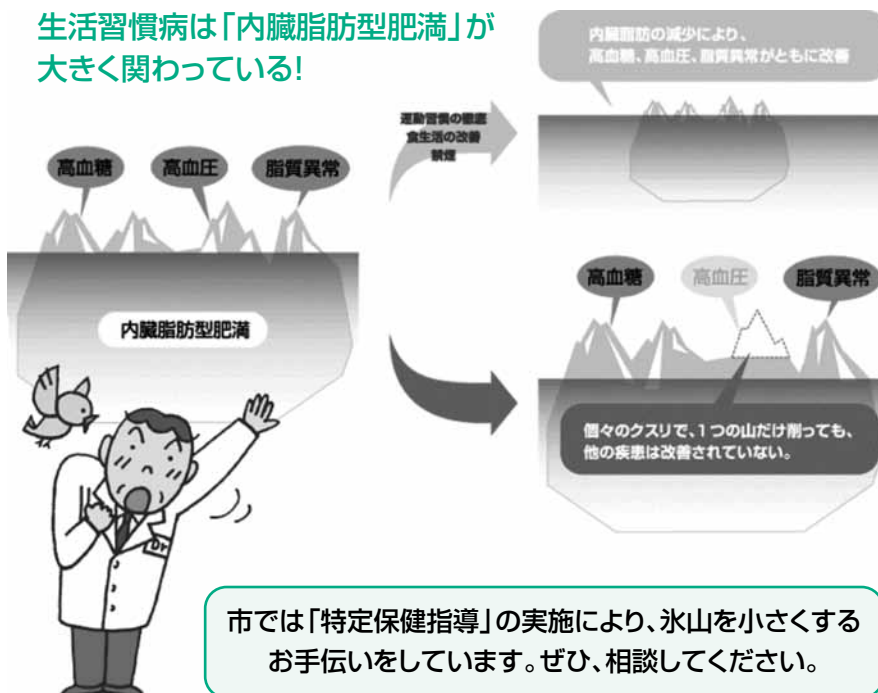 生活習慣病は「内臓脂肪型肥満」が
大きく関わっている!
高血糖
高血圧
脂質異常
内臓脂肪型肥満
運動習慣の徹底
食生活の改善
禁煙
内臓脂肪の減少により、
高血糖、高血圧、脂質異常がともに改善
高血糖
高血圧
脂質異常
個々のクスリで、1つの山だけ削っても、
他の疾患は改善されていない。
Dr
市では「特定保健指導」の実施により、氷山を小さくする
お手伝いをしています。ぜひ、相談してください。